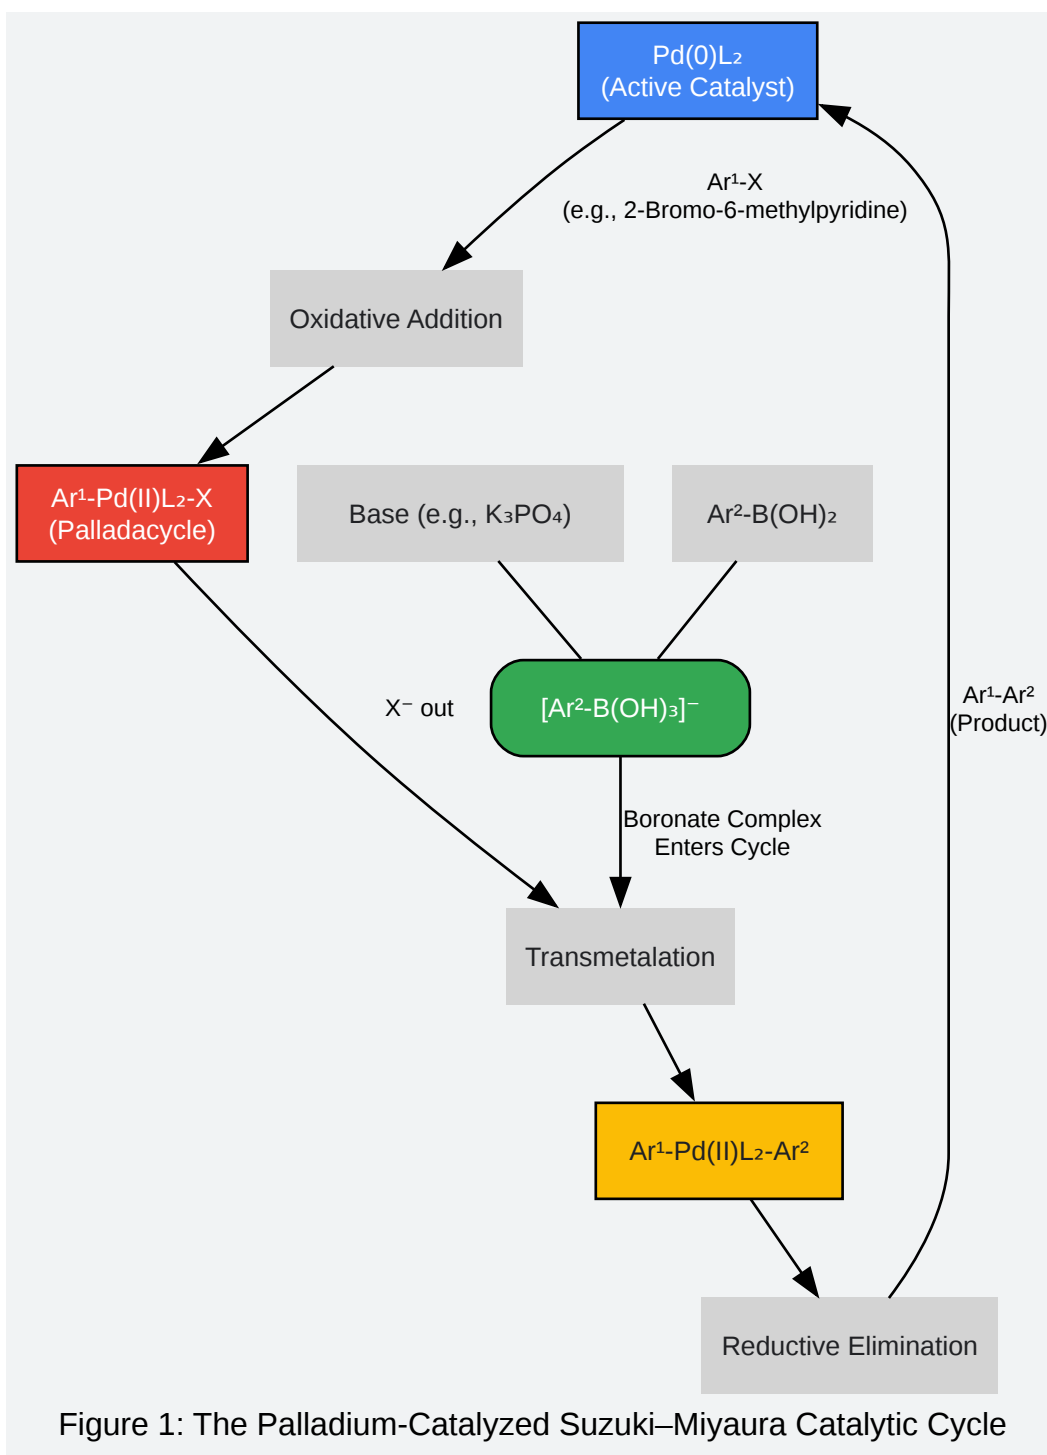 Pd(0)L₂
(Active Catalyst)
Ar¹-X
(e.g., 2-Bromo-6-methylpyridine)
Oxidative Addition
Ar¹-Pd(II)L₂-X
(Palladacycle)
Base (e.g., K₃PO₄)
Ar²-B(OH)₂
X⁻ out
[Ar²-B(OH)₃]⁻
Ar¹-Ar²
(Product)
Boronate Complex
Enters Cycle
Transmetalation
Ar¹-Pd(II)L₂-Ar²
Reductive Elimination
Figure 1: The Palladium-Catalyzed Suzuki–Miyaura Catalytic Cycle